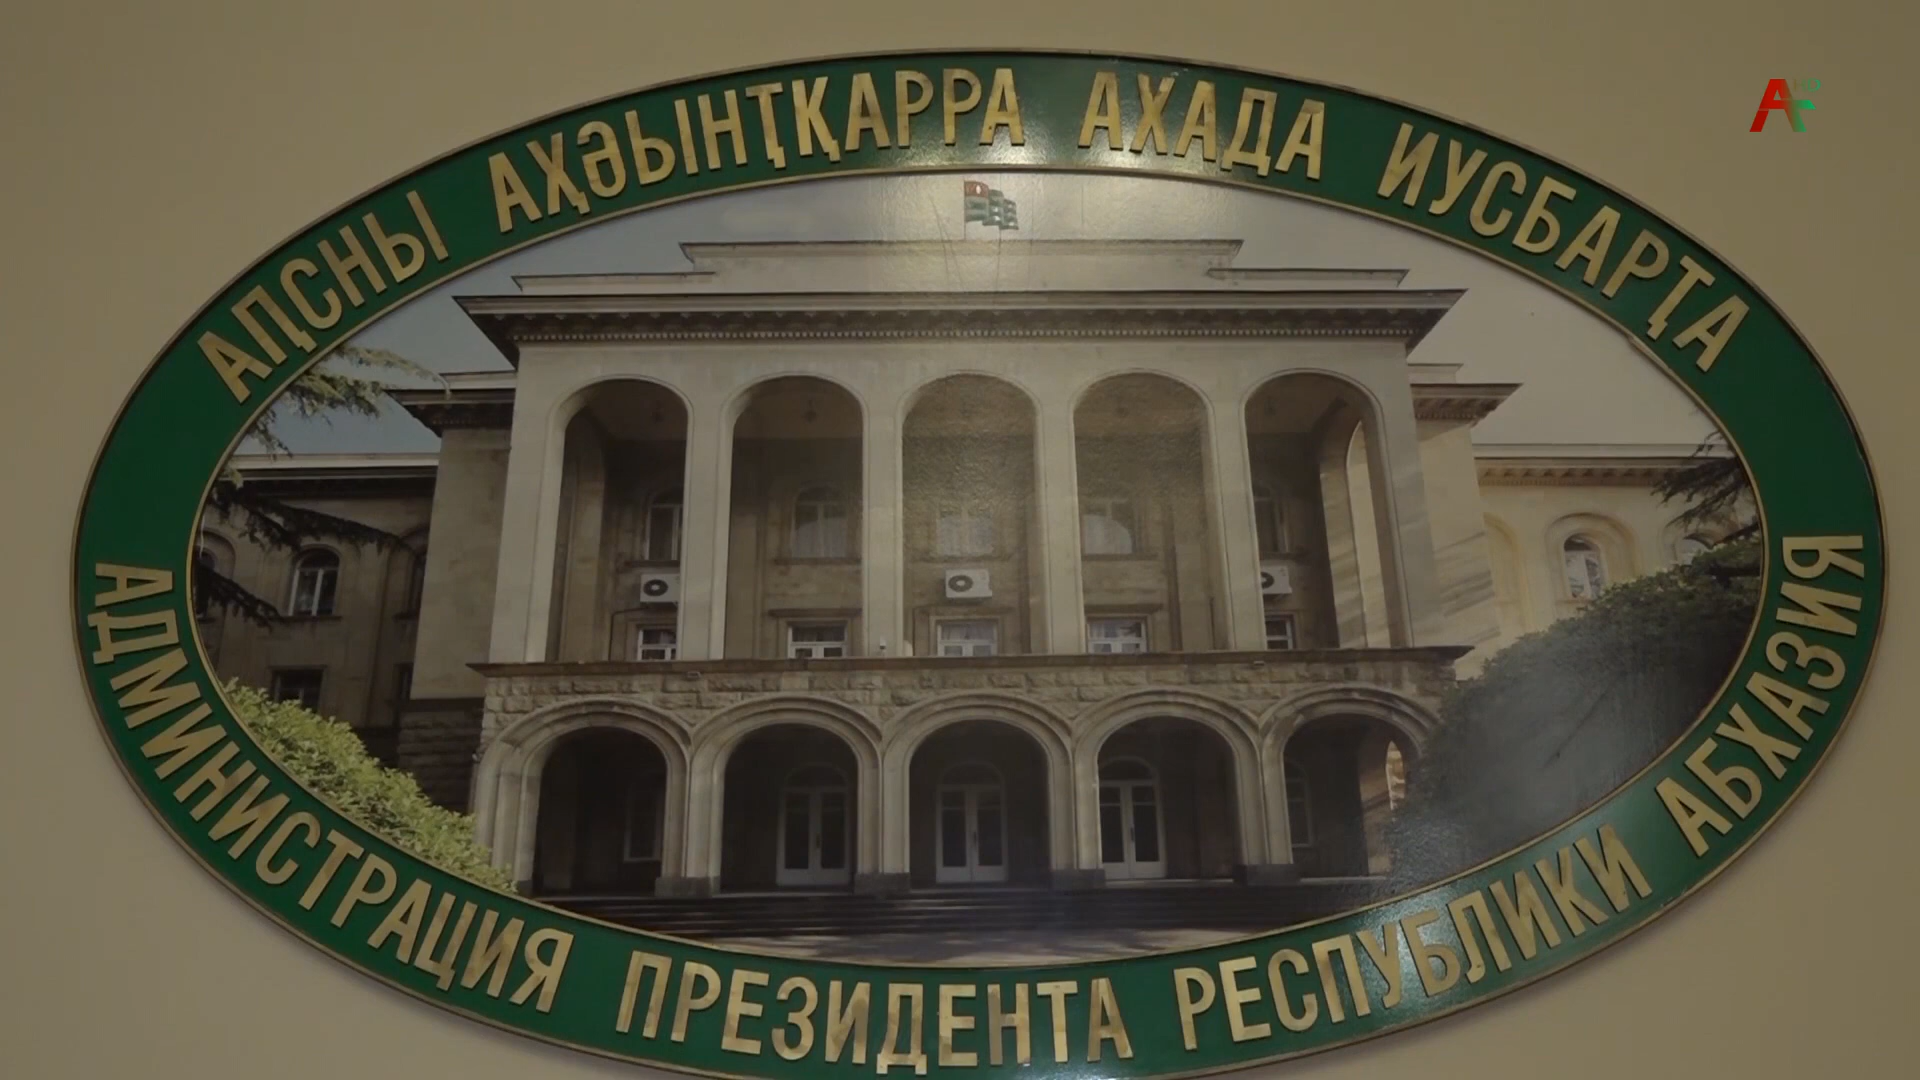 АԤСНЫ АҲӘЫНҬҚАРРА АХАДА ИУСБАРҬА
АДМИНИСТРАЦИЯ ПРЕЗИДЕНТА РЕСПУБЛИКИ АБХАЗИЯ